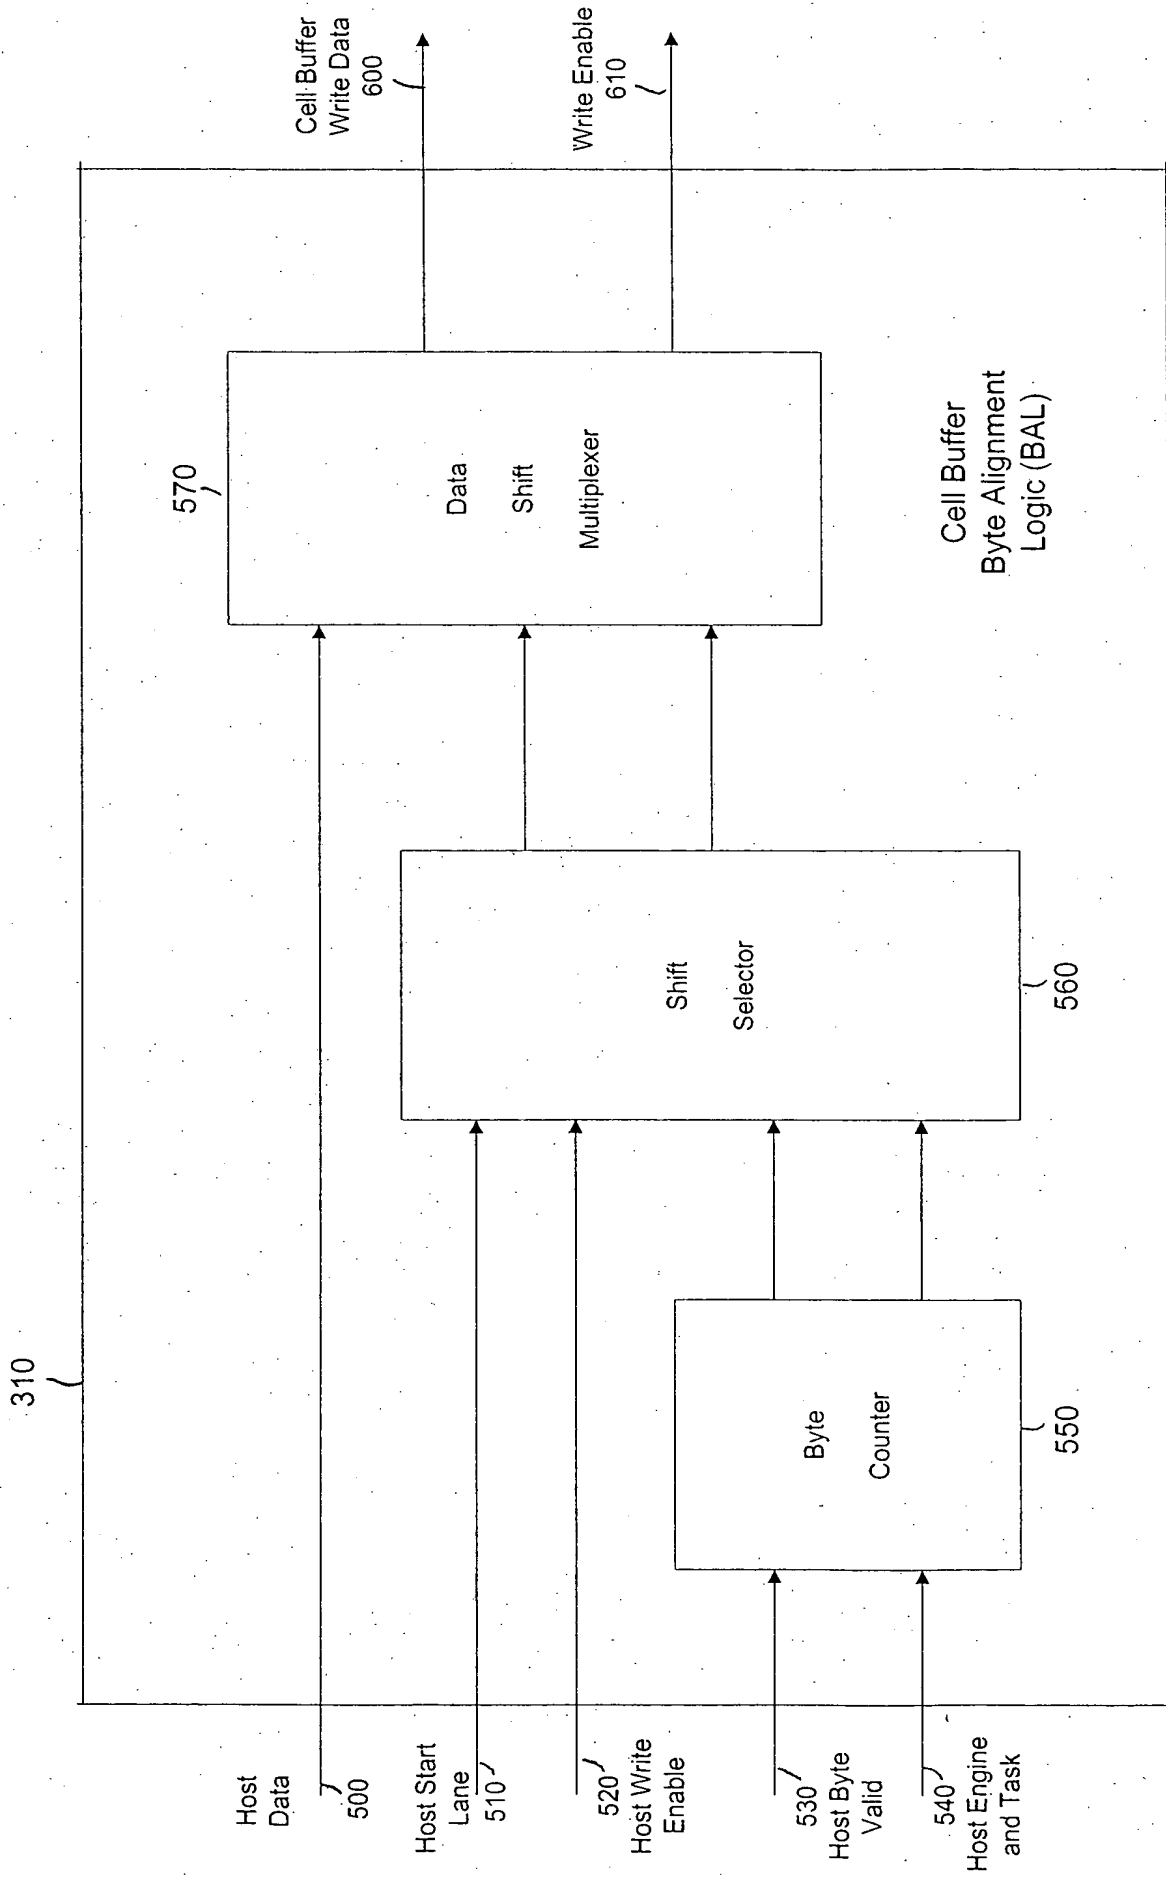 310
Host
Data
500
Host Start
Lane
510
520
Host Write
Enable
530
Host Byte
Valid
540
Host Engine
and Task
Byte
Counter
550
Shift
Selector
560
570
Data
Shift
Multiplexer
Cell Buffer
Write Data
600
Write Enable
610
Cell Buffer
Byte Alignment
Logic (BAL)